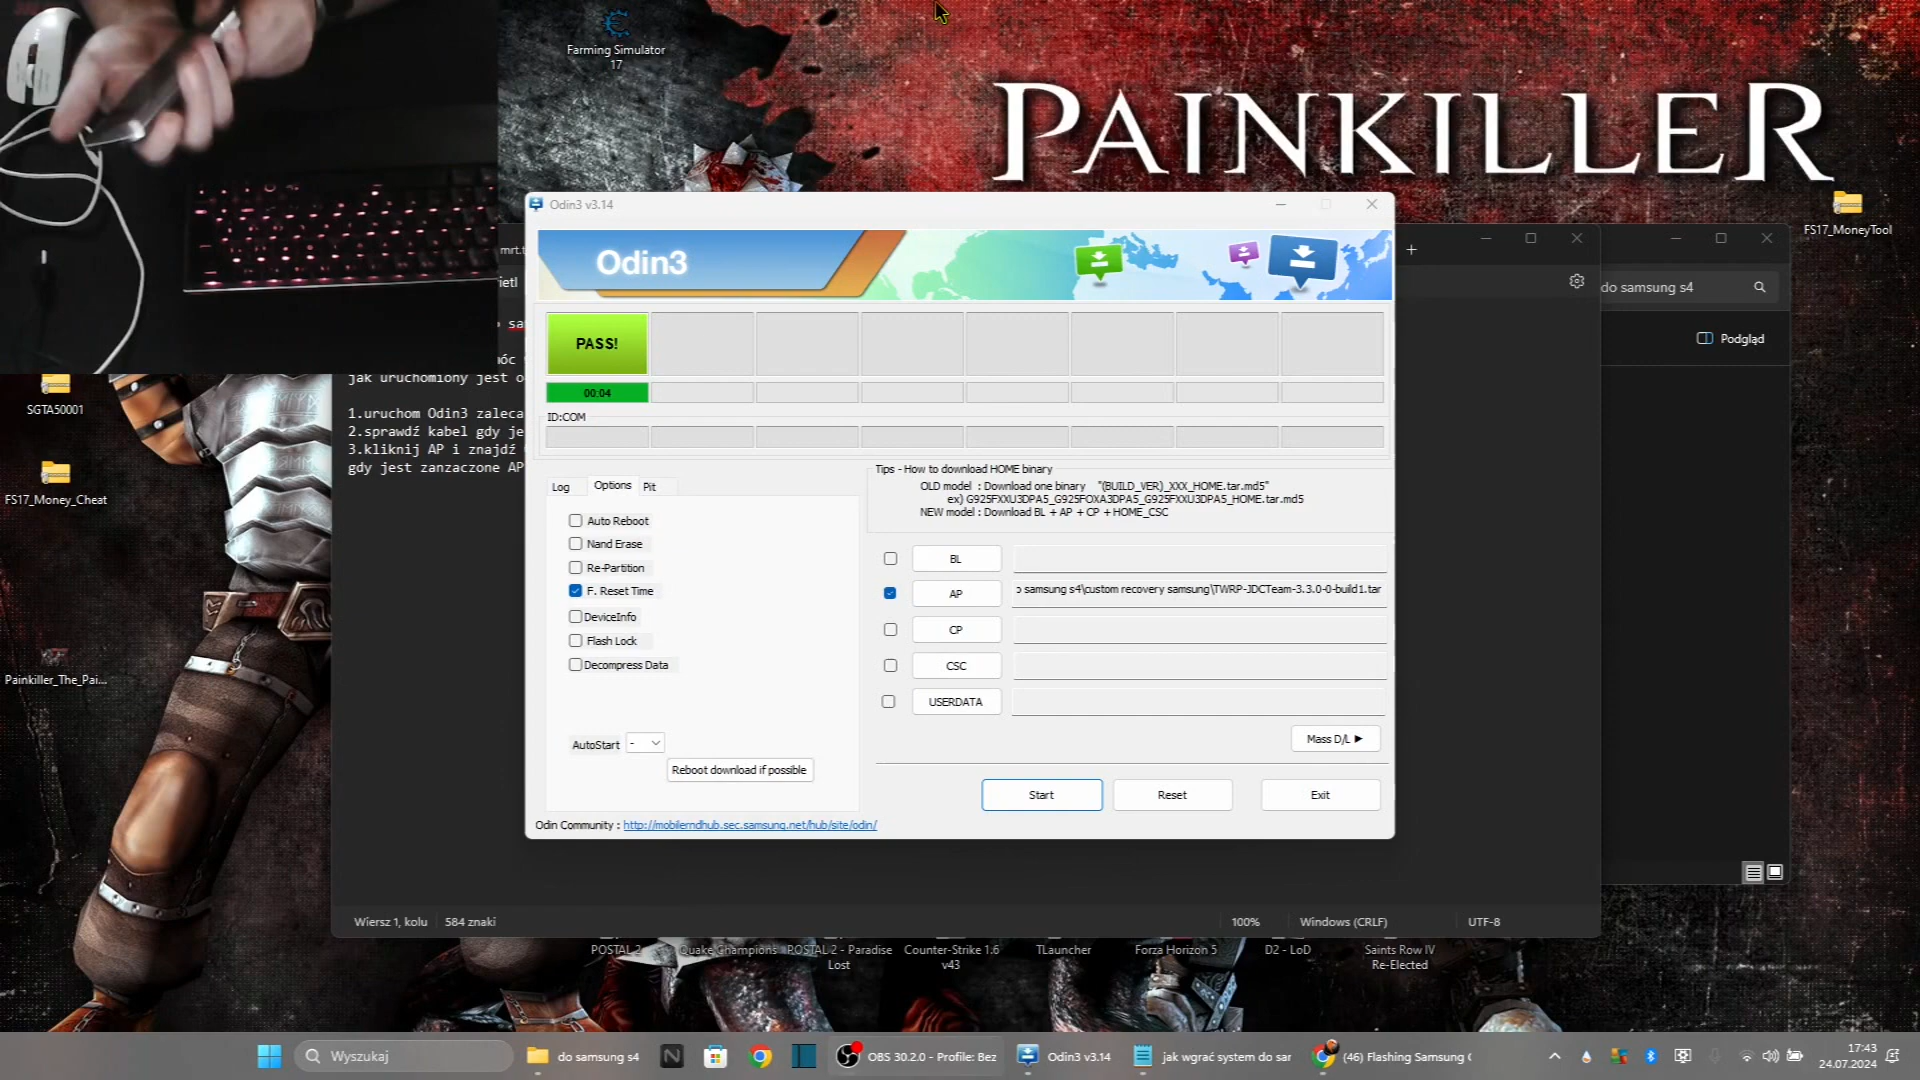 Farming Simulator
17
PAINKILLER
FS17_MoneyTool
Odin3 v3.14
Odin3
mrt.t
do samsung s4
Podgląd
PASS!
00:04
ID:COM
SGTA50001
jak uruchomiony jest o
1.uruchom Odin3 zaleca
2.sprawdź kabel gdy je
3.kliknij AP i znajdź
gdy jest zanzaczone AP
FS17_Money_Cheat
Painkiller_The_Pai...
Log
Options
Pit
Auto Reboot
Nand Erase
Re-Partition
F. Reset Time
DeviceInfo
Flash Lock
Decompress Data
AutoStart
-
Reboot download if possible
Tips - How to download HOME binary
OLD model : Download one binary "(BUILD_VER)_XXX_HOME.tar.md5"
ex) G925FXXU3DPA5_G925FOXA3DPA5_G925FXXU3DPA5_HOME.tar.md5
NEW model : Download BL + AP + CP + HOME_CSC
BL
AP
samsung s4\custom recovery samsung\TWRP-JDCTeam-3.3.0-0-build1.tar
CP
CSC
USERDATA
Mass D/L ►
Start
Reset
Exit
Odin Community : http://mobilerndhub.sec.samsung.net/hub/site/odin/
Wiersz 1, kolu
584 znaki
100%
Windows (CRLF)
UTF-8
POSTAL 2
Quake Champions
POSTAL 2 - Paradise
Lost
Counter-Strike 1.6
v43
TLauncher
Forza Horizon 5
D2 - LoD
Saints Row IV
Re-Elected
Wyszukaj
do samsung s4
OBS 30.2.0 - Profile: Bez
Odin3 v3.14
jak wgrać system do sar
(46) Flashing Samsung
17:43
24.07.2024